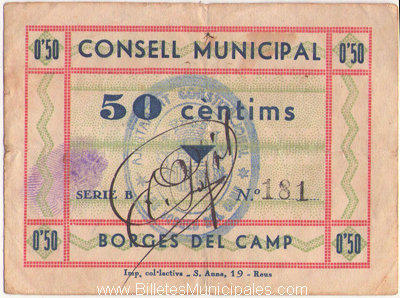 0'50 CONSELL MUNICIPAL 0'50
50 cèntims
SERIE B Nº 181
0'50 BORGES DEL CAMP 0'50
Imp. col·lectiva - S. Anna, 19 - Reus
www.BilletesMunicipales.com